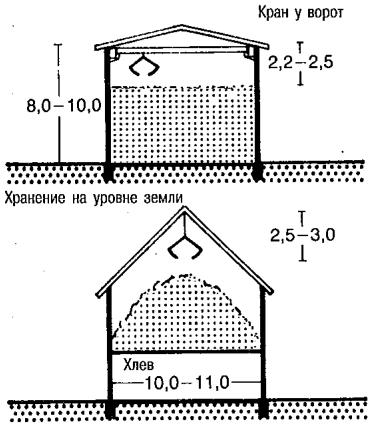 Кран у ворот
2,2–2,5
8,0–10,0
Хранение на уровне земли
2,5–3,0
Хлев
10,0–11,0